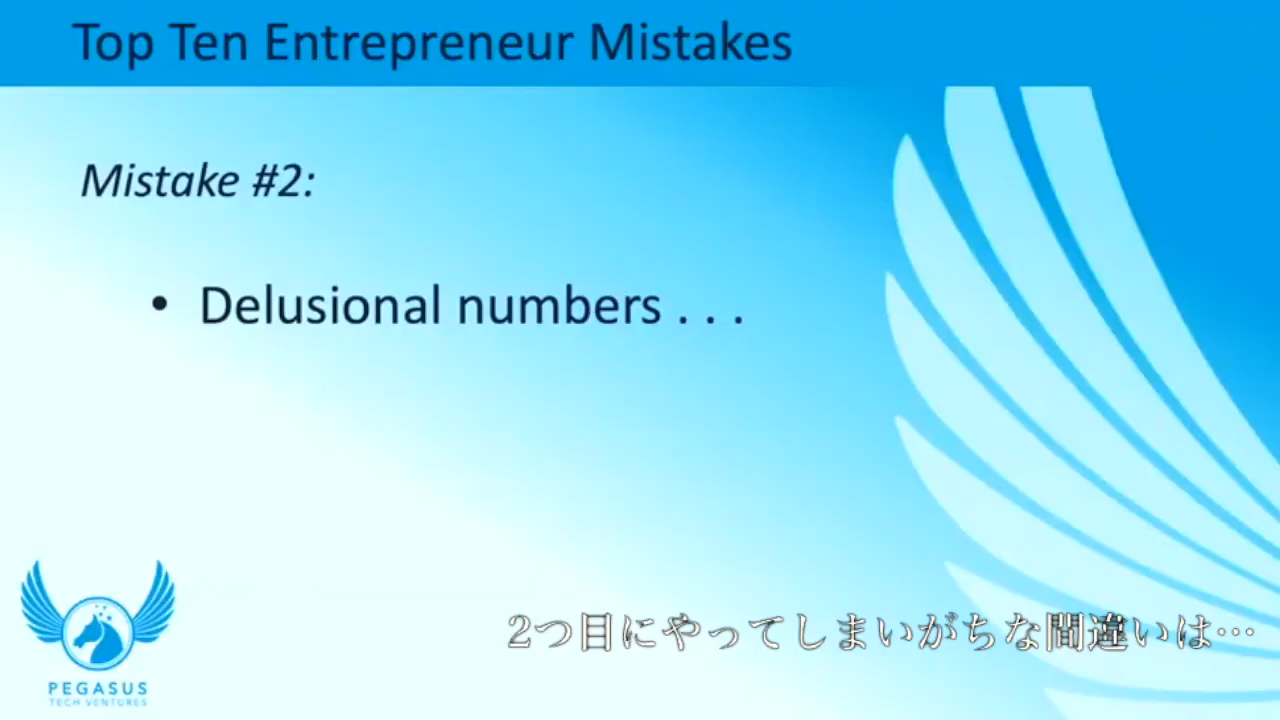 Top Ten Entrepreneur Mistakes
Mistake #2:
• Delusional numbers . . .
2つ目にやってしまいがちな間違いは…
PEGASUS
TECH VENTURES